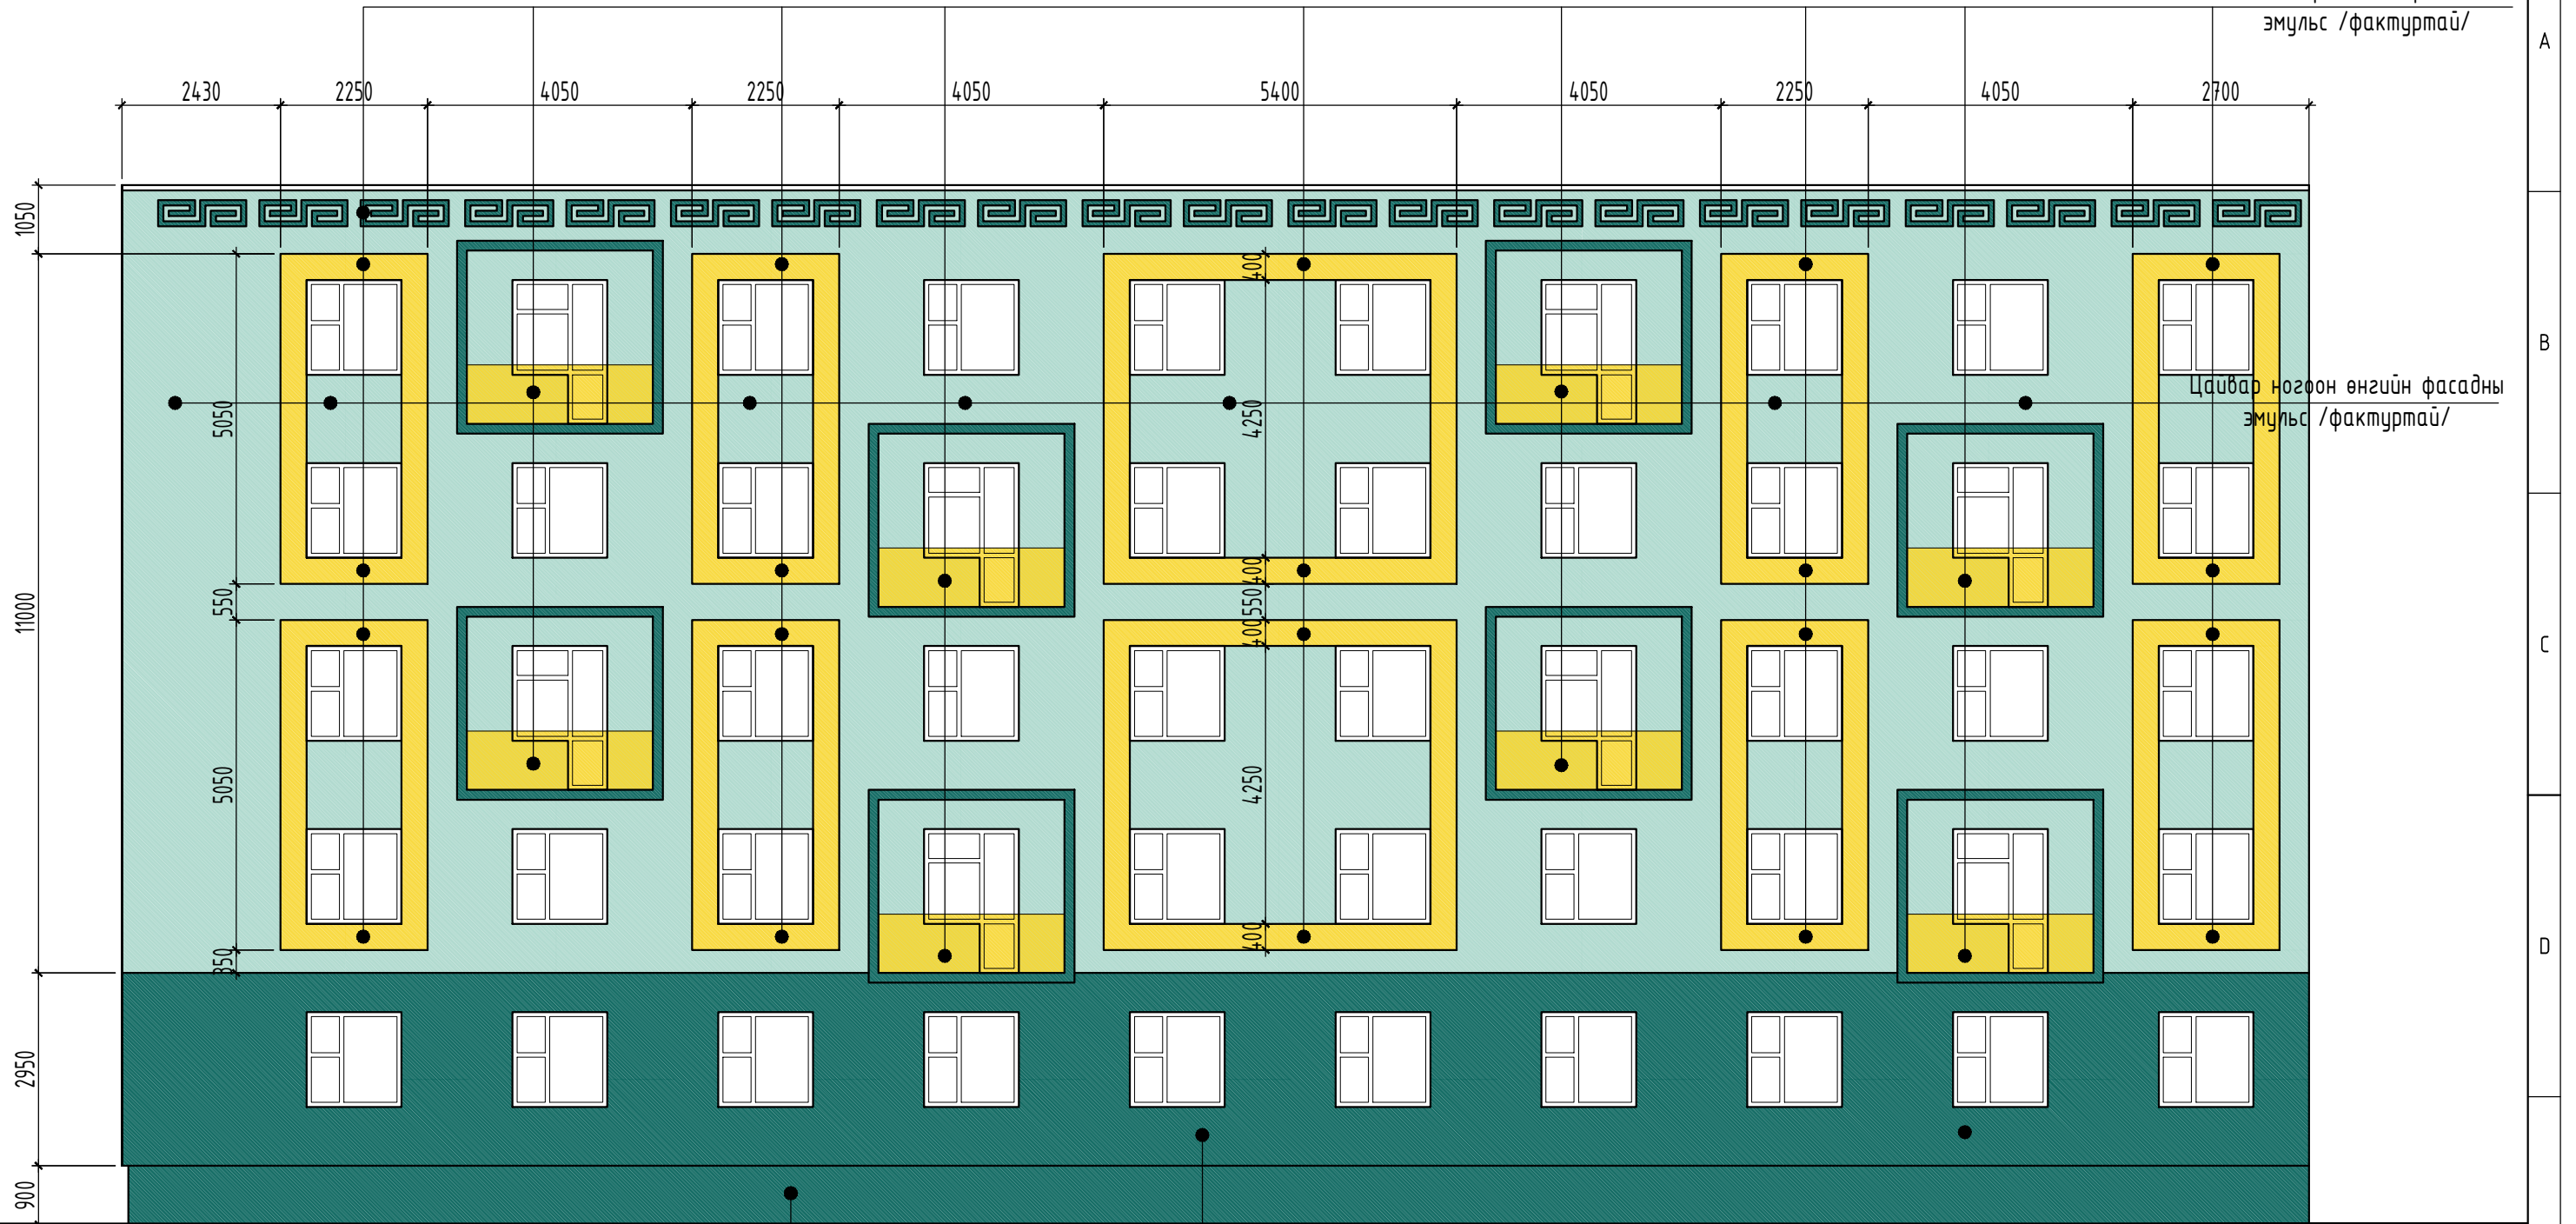 эмульс /фактуртай/
A
2430 2250 4050 2250 4050 5400 4050 2250 4050 2700
1050
400
B
Цайвар ногоон өнгийн фасадны
эмульс /фактуртай/
5050
4250
11000
550
400
550
400
C
5050
4250
350
400
D
2950
900